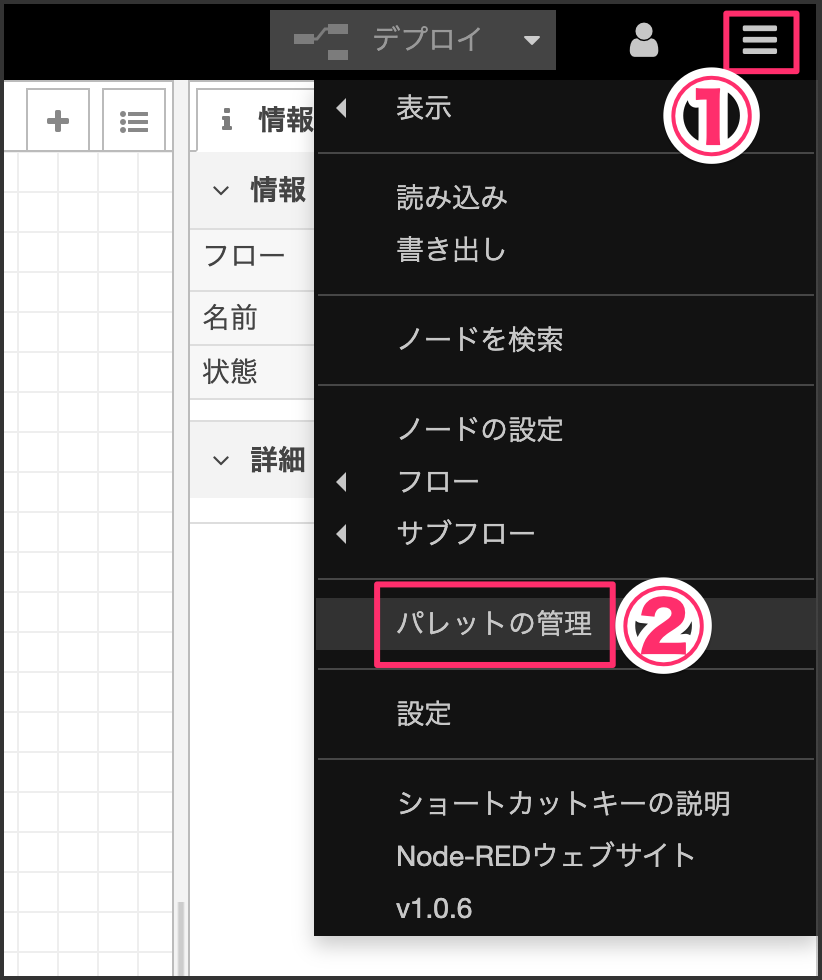 デプロイ
①
i 情報
表示
情報
読み込み
書き出し
フロー
名前
ノードを検索
状態
ノードの設定
詳細
フロー
サブフロー
パレットの管理
②
設定
ショートカットキーの説明
Node-REDウェブサイト
v1.0.6